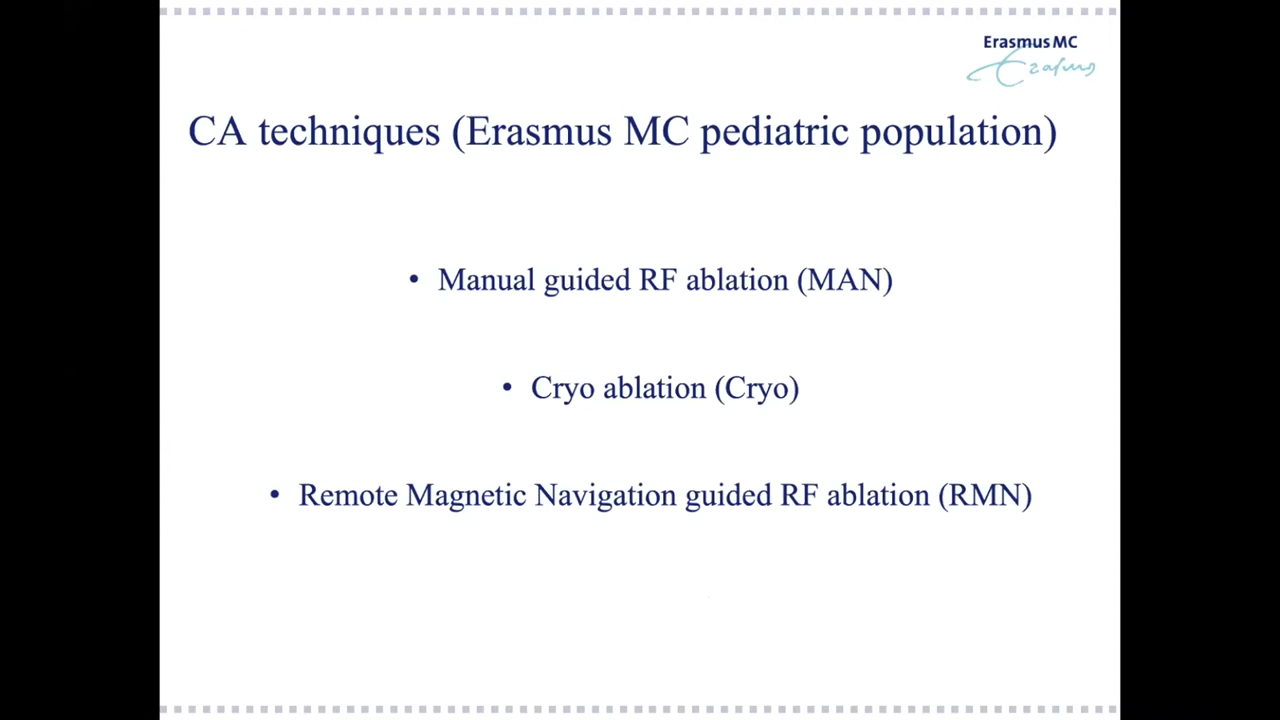 Erasmus MC
Erasmus
CA techniques (Erasmus MC pediatric population)
• Manual guided RF ablation (MAN)
• Cryo ablation (Cryo)
• Remote Magnetic Navigation guided RF ablation (RMN)